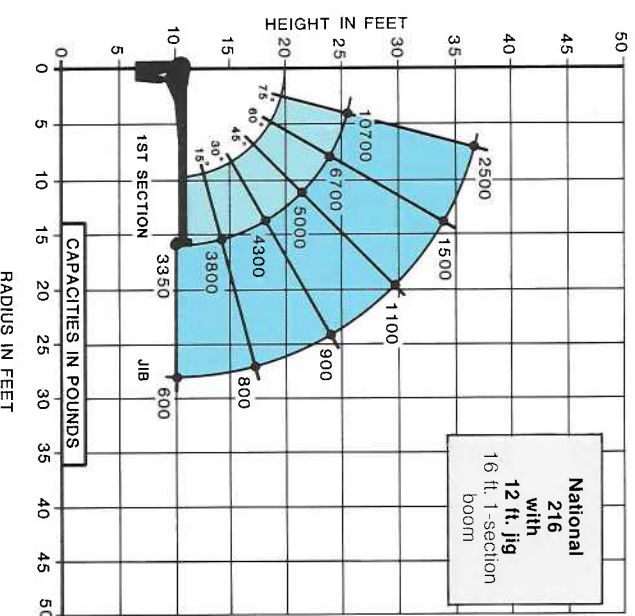 HEIGHT IN FEET
0 5 10 15 20 25 30 35 40 45 50
0
5
10
15
20
25
30
35
40
45
50
RADIUS IN FEET
CAPACITIES IN POUNDS
1ST SECTION
JIB
75°
60°
45°
30°
15°
10700
6700
5000
4300
3800
3350
2500
1500
1100
900
800
600
National
216
with
12 ft. jig
16 ft. 1-section
boom